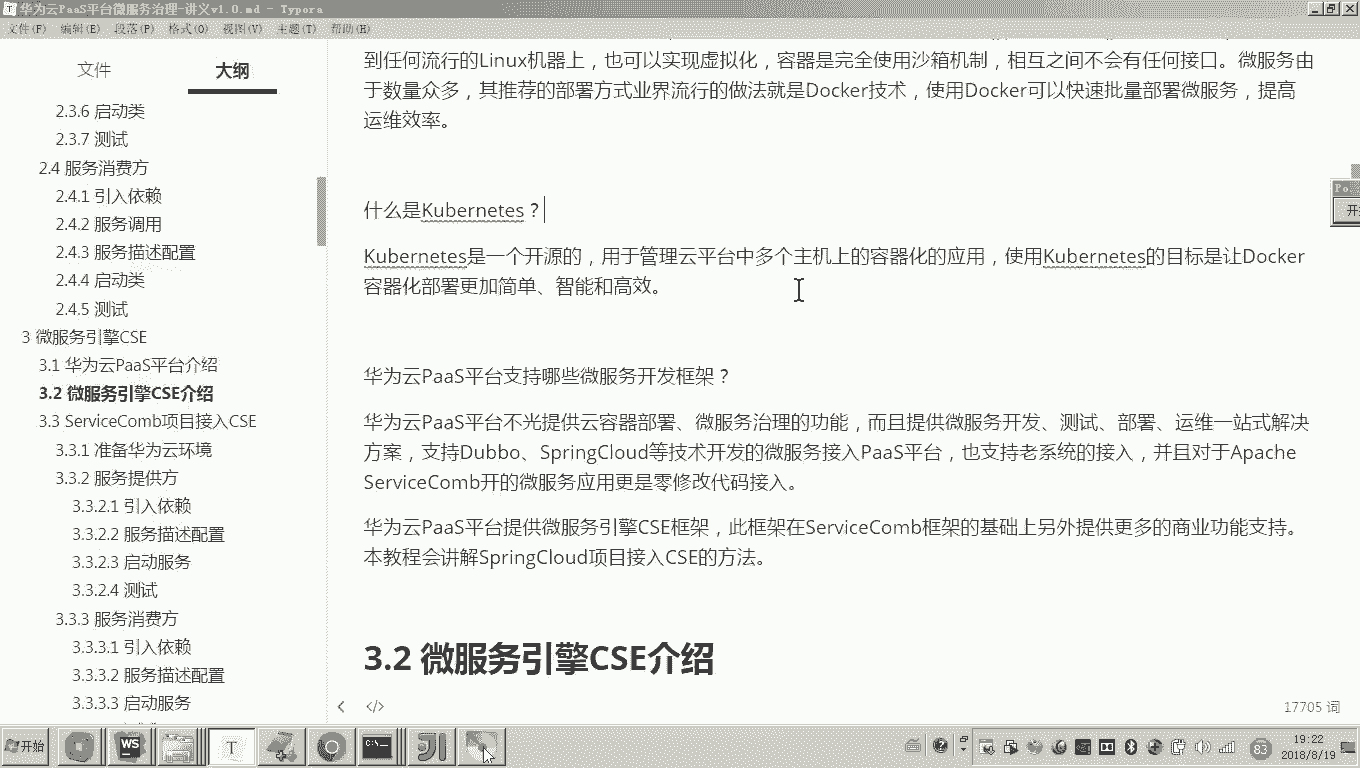 华为云PaaS平台微服务治理-讲义v1.0.md - Typora
文件(F) 编辑(E) 段落(P) 格式(O) 视图(V) 主题(T) 帮助(H)
文件 大纲
2.3.6 启动类
2.3.7 测试
2.4 服务消费方
2.4.1 引入依赖
2.4.2 服务调用
2.4.3 服务描述配置
2.4.4 启动类
2.4.5 测试
3 微服务引擎CSE
3.1 华为云PaaS平台介绍
3.2 微服务引擎CSE介绍
3.3 ServiceComb项目接入CSE
3.3.1 准备华为云环境
3.3.2 服务提供方
3.3.2.1 引入依赖
3.3.2.2 服务描述配置
3.3.2.3 启动服务
3.3.2.4 测试
3.3.3 服务消费方
3.3.3.1 引入依赖
3.3.3.2 服务描述配置
3.3.3.3 启动服务
到任何流行的Linux机器上，也可以实现虚拟化，容器是完全使用沙箱机制，相互之间不会有任何接口。微服务由
于数量众多，其推荐的部署方式业界流行的做法就是Docker技术，使用Docker可以快速批量部署微服务，提高
运维效率。
什么是Kubernetes？
Kubernetes是一个开源的，用于管理云平台中多个主机上的容器化的应用，使用Kubernetes的目标是让Docker
容器化部署更加简单、智能和高效。
华为云PaaS平台支持哪些微服务开发框架？
华为云PaaS平台不光提供云容器部署、微服务治理的功能，而且提供微服务开发、测试、部署、运维一站式解决
方案，支持Dubbo、SpringCloud等技术开发的微服务接入PaaS平台，也支持老系统的接入，并且对于Apache
ServiceComb开的微服务应用更是零修改代码接入。
华为云PaaS平台提供微服务引擎CSE框架，此框架在ServiceComb框架的基础上另外提供更多的商业功能支持。
本教程会讲解SpringCloud项目接入CSE的方法。
3.2 微服务引擎CSE介绍
17705 词
Po..
开
开始
WS
T
83
19:22
2018/8/19